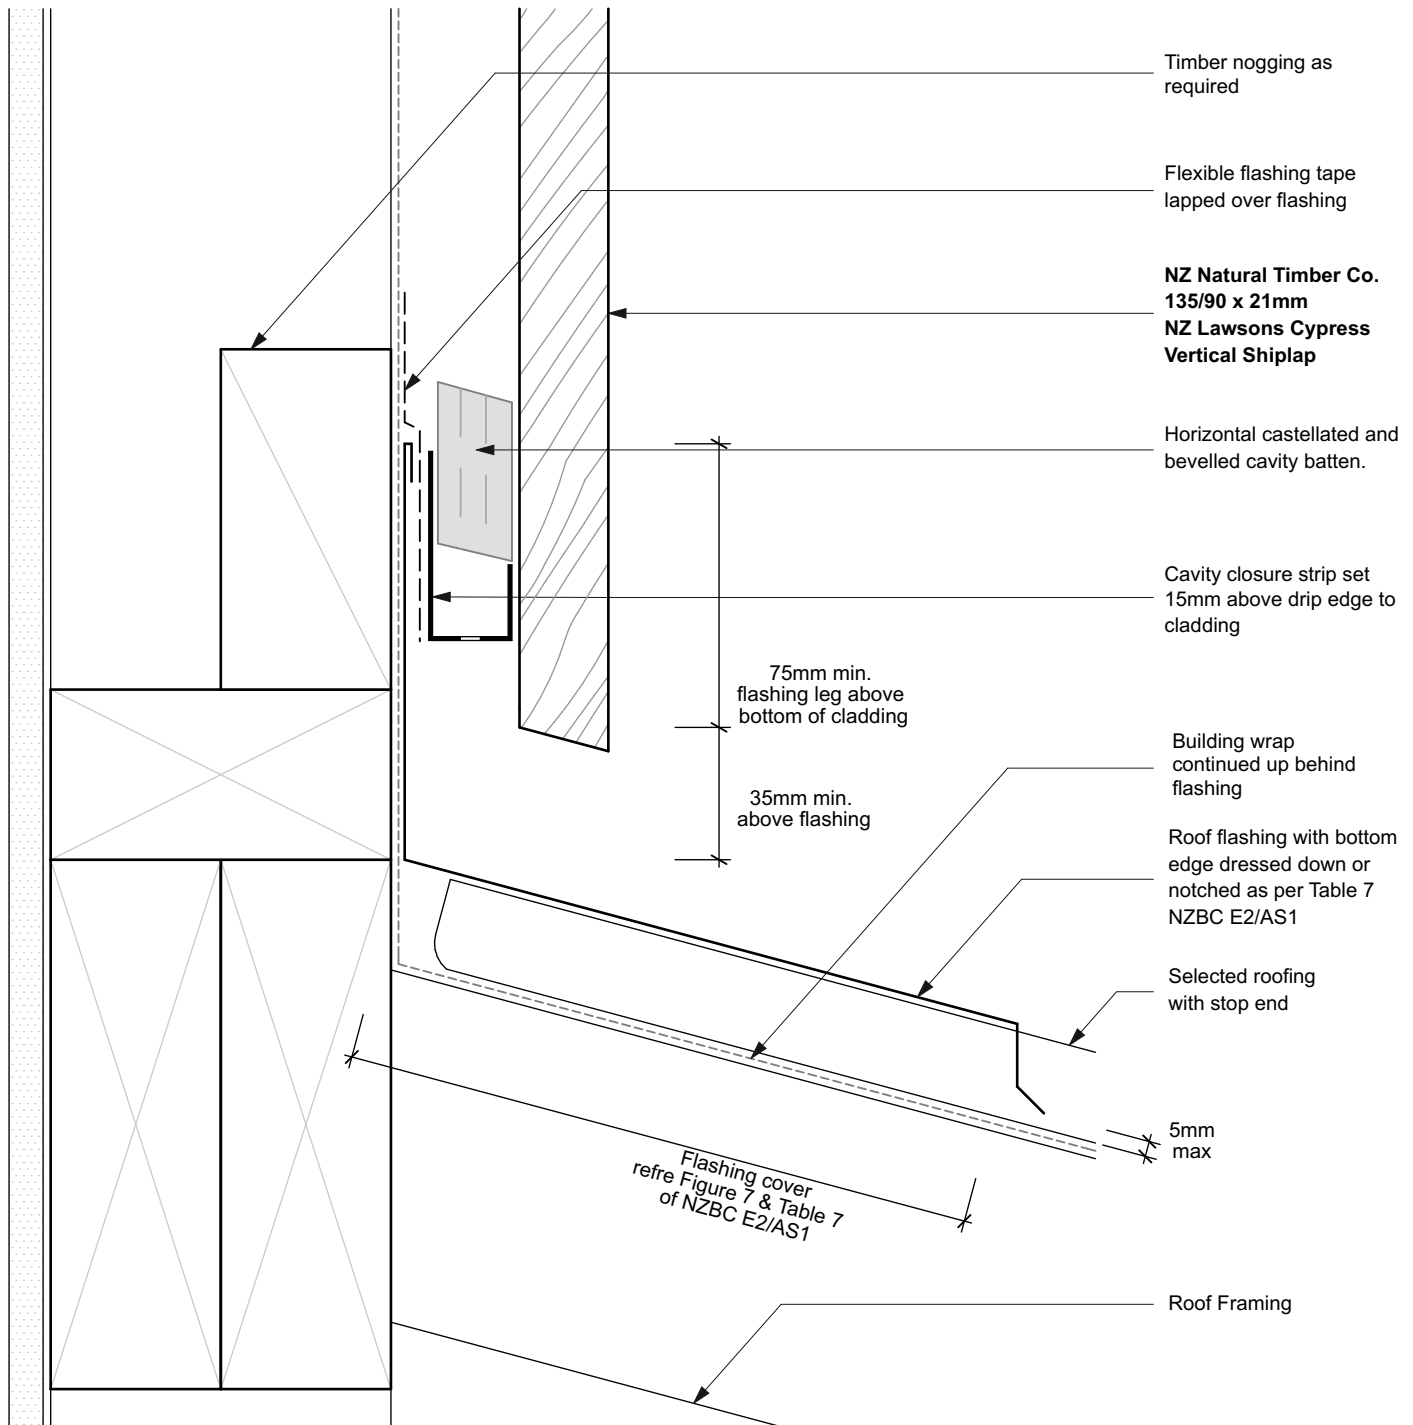 Timber nogging as
required
Flexible flashing tape
lapped over flashing
NZ Natural Timber Co.
135/90 x 21mm
NZ Lawsons Cypress
Vertical Shiplap
Horizontal castellated and
bevelled cavity batten.
Cavity closure strip set
15mm above drip edge to
cladding
75mm min.
flashing leg above
bottom of cladding
Building wrap
continued up behind
flashing
35mm min.
above flashing
Roof flashing with bottom
edge dressed down or
notched as per Table 7
NZBC E2/AS1
Selected roofing
with stop end
5mm
max
Flashing cover
refre Figure 7 & Table 7
of NZBC E2/AS1
Roof Framing